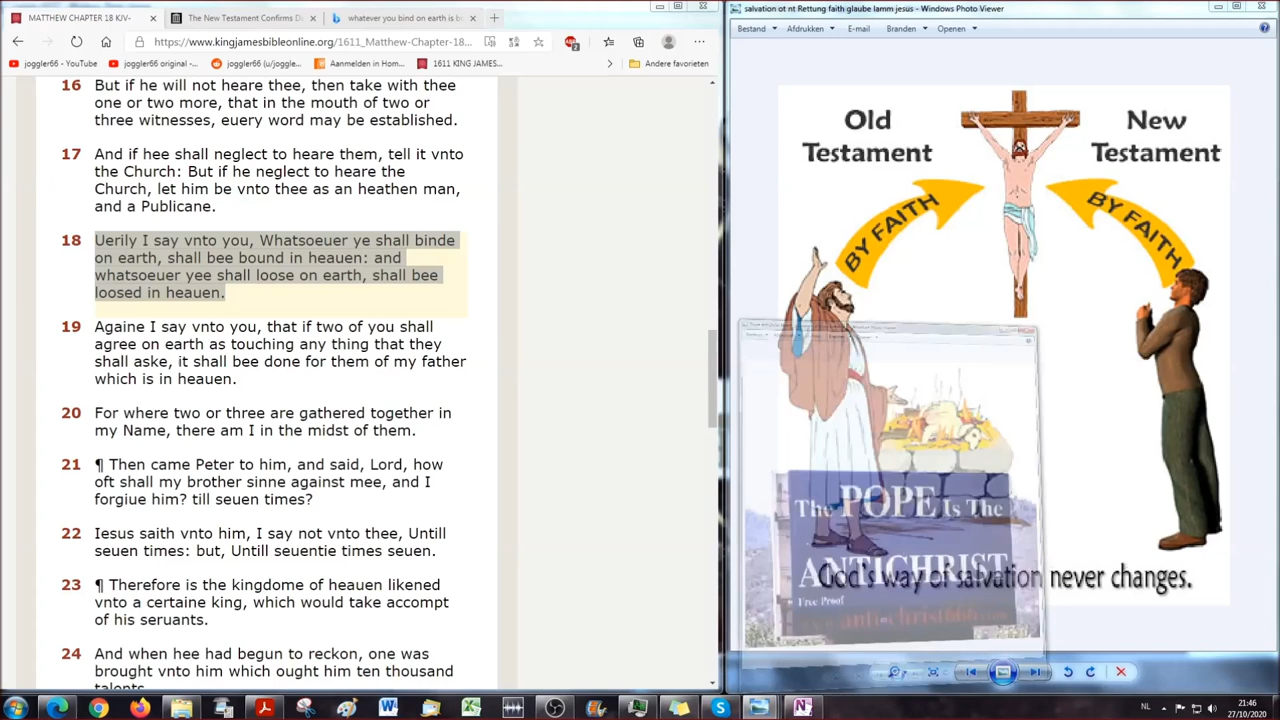 MATTHEW CHAPTER 18 KJV-
The New Testament Confirms Da
whatever you bind on earth is bo
https://www.kingjamesbibleonline.org/1611_Matthew-Chapter-18...
joggler66 - YouTube
joggler66 original -...
joggler66 (u/joggle...
Aanmelden in Hom...
1611 KING JAMES...
Andere favorieten
16 But if he will not heare thee, then take with thee
one or two more, that in the mouth of two or
three witnesses, euery word may be established.
17 And if hee shall neglect to heare them, tell it vnto
the Church: But if he neglect to heare the
Church, let him be vnto thee as an heathen man,
and a Publicane.
18 Uerily I say vnto you, Whatsoeuer ye shall binde
on earth, shall bee bound in heauen: and
whatsoeuer yee shall loose on earth, shall bee
loosed in heauen.
19 Againe I say vnto you, that if two of you shall
agree on earth as touching any thing that they
shall aske, it shall bee done for them of my father
which is in heauen.
20 For where two or three are gathered together in
my Name, there am I in the midst of them.
21 ¶ Then came Peter to him, and said, Lord, how
oft shall my brother sinne against mee, and I
forgiue him? till seuen times?
22 Iesus saith vnto him, I say not vnto thee, Untill
seuen times: but, Untill seuentie times seuen.
23 ¶ Therefore is the kingdome of heauen likened
vnto a certaine king, which would take accompt
of his seruants.
24 And when hee had begun to reckon, one was
brought vnto him which ought him ten thousand
talents.
salvation ot nt Rettung faith glaube lamm jesus - Windows Photo Viewer
Bestand Afdrukken E-mail Branden Openen
Old
Testament
New
Testament
BY FAITH
BY FAITH
The POPE Is The
ANTICHRIST
Free Proof
God's way of salvation never changes.
NL
21:46
27/10/2020